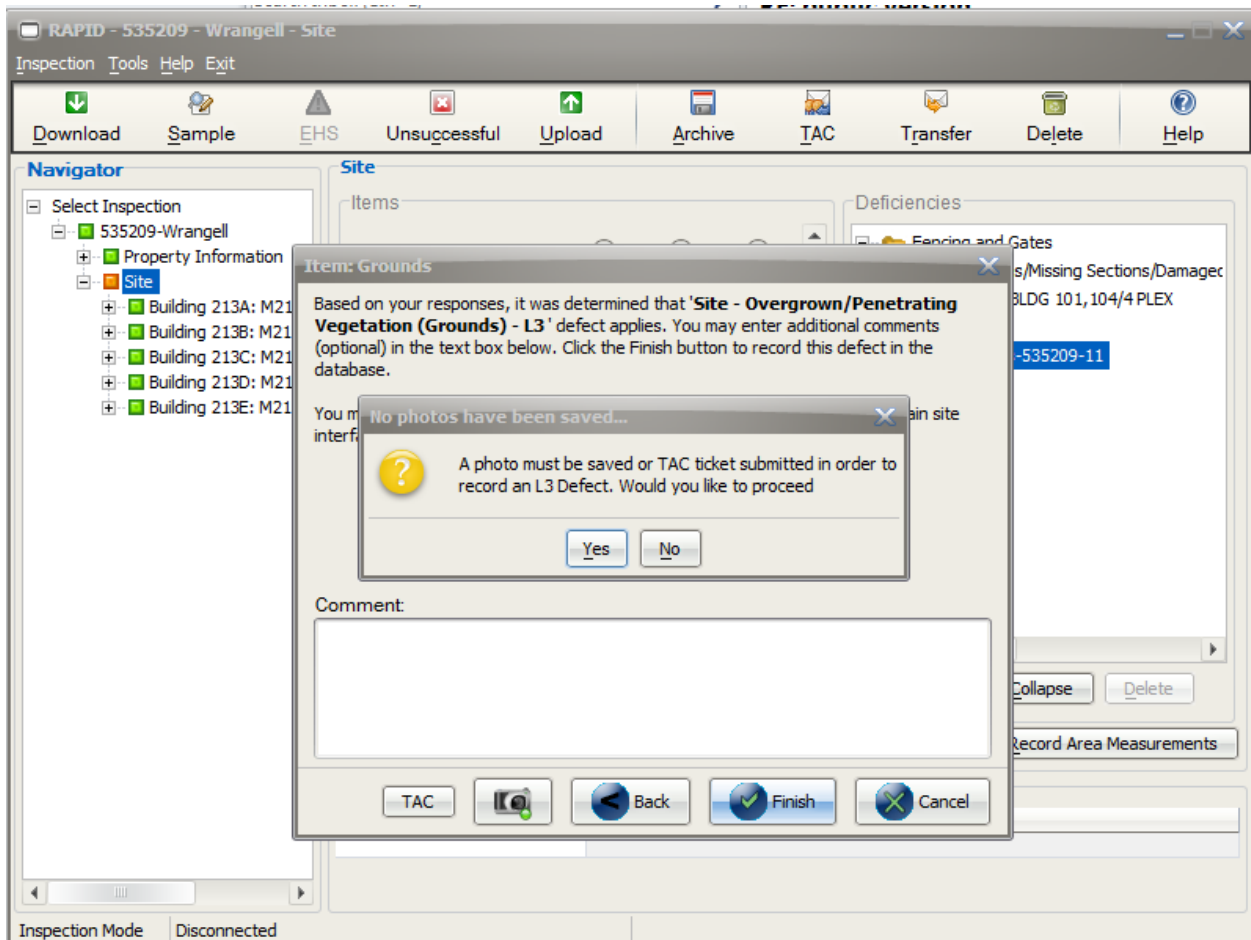 RAPID - 535209 - Wrangell - Site
Inspection Tools Help Exit
Download Sample EHS Unsuccessful Upload Archive TAC Transfer Delete Help
Navigator
Select Inspection
535209-Wrangell
Property Information
Site
Building 213A: M21
Building 213B: M21
Building 213C: M21
Building 213D: M21
Building 213E: M21
Site
Items
Deficiencies
Fencing and Gates
s/Missing Sections/Damaged
BLDG 101,104/4 PLEX
-535209-11
Item: Grounds
Based on your responses, it was determined that 'Site - Overgrown/Penetrating
Vegetation (Grounds) - L3 ' defect applies. You may enter additional comments
(optional) in the text box below. Click the Finish button to record this defect in the
database.
You m ain site
interfa
No photos have been saved...
A photo must be saved or TAC ticket submitted in order to
record an L3 Defect. Would you like to proceed
Yes No
Comment:
TAC Back Finish Cancel
Collapse Delete
Record Area Measurements
Inspection Mode Disconnected